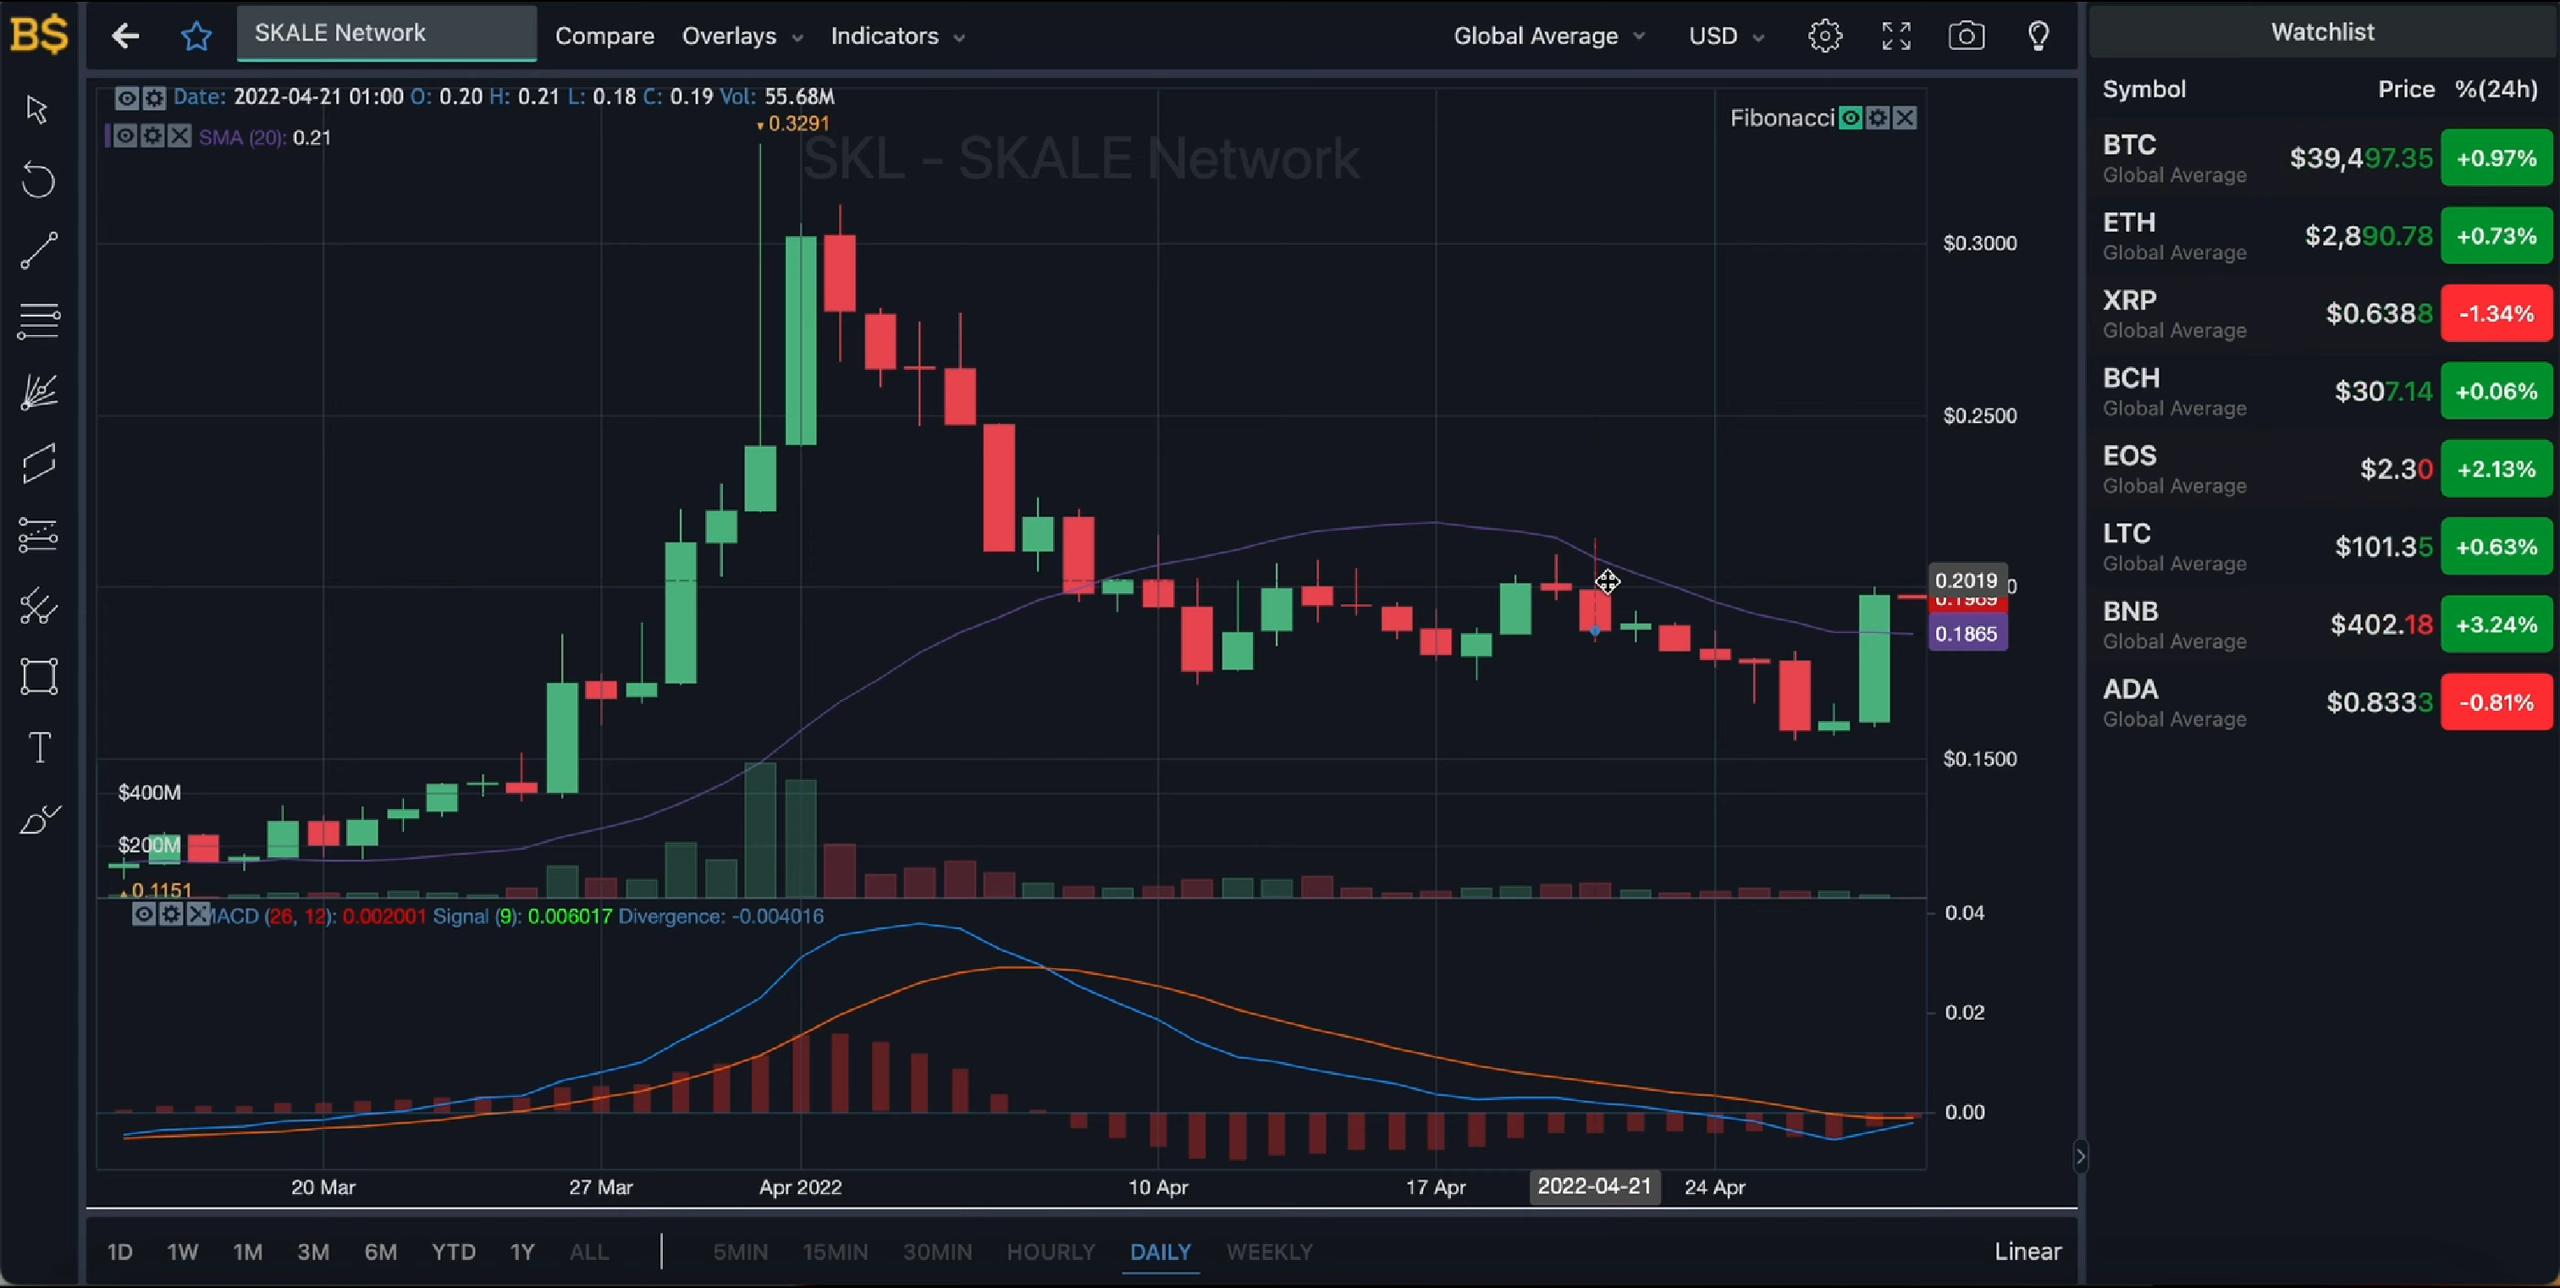 B$
SKALE Network
Compare
Overlays
Indicators
Global Average
USD
Watchlist
Symbol Price %(24h)
Date: 2022-04-21 01:00 O: 0.20 H: 0.21 L: 0.18 C: 0.19 Vol: 55.68M
SMA (20): 0.21
0.3291
SKL - SKALE Network
Fibonacci
BTC $39,497.35 +0.97%
Global Average
ETH $2,890.78 +0.73%
Global Average
XRP $0.6388 -1.34%
Global Average
BCH $307.14 +0.06%
Global Average
EOS $2.30 +2.13%
Global Average
LTC $101.35 +0.63%
Global Average
BNB $402.18 +3.24%
Global Average
ADA $0.8333 -0.81%
Global Average
$0.3000
$0.2500
0.2019
0.1865
$0.1500
$400M
$200M
0.1151
MACD (26, 12): 0.002001 Signal (9): 0.006017 Divergence: -0.004016
0.04
0.02
0.00
20 Mar 27 Mar Apr 2022 10 Apr 17 Apr 2022-04-21 24 Apr
1D 1W 1M 3M 6M YTD 1Y ALL 5MIN 15MIN 30MIN HOURLY DAILY WEEKLY Linear
T